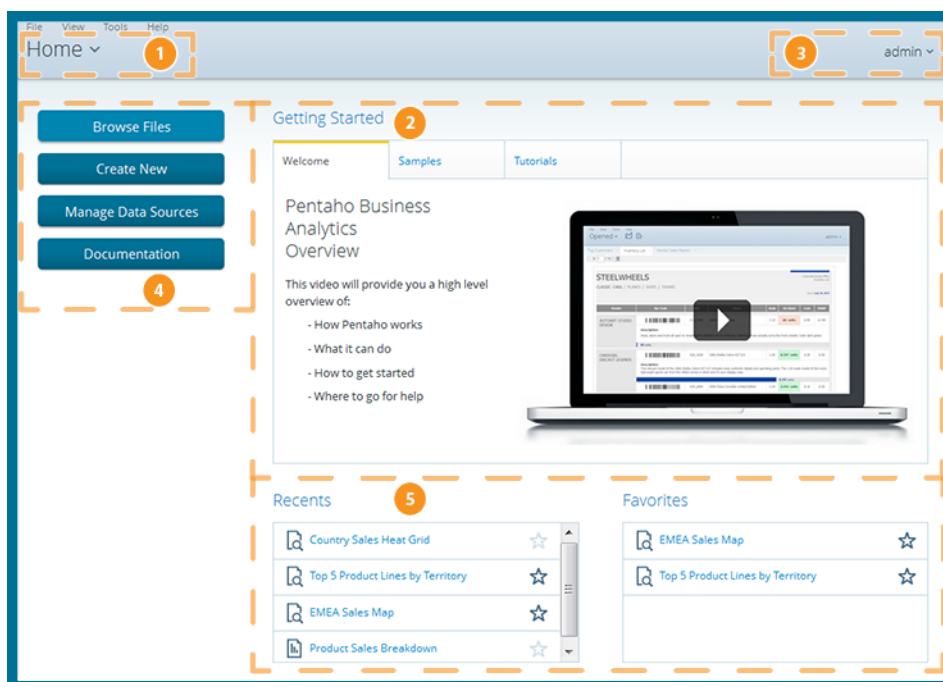 File View Tools Help
Home
1
3
admin
Browse Files
Create New
Manage Data Sources
Documentation
4
Getting Started
2
Welcome
Samples
Tutorials
Pentaho Business
Analytics
Overview
This video will provide you a high level
overview of:
- How Pentaho works
- What it can do
- How to get started
- Where to go for help
Opened
STEELWHEELS
Recents
5
Country Sales Heat Grid
Top 5 Product Lines by Territory
EMEA Sales Map
Product Sales Breakdown
Favorites
EMEA Sales Map
Top 5 Product Lines by Territory